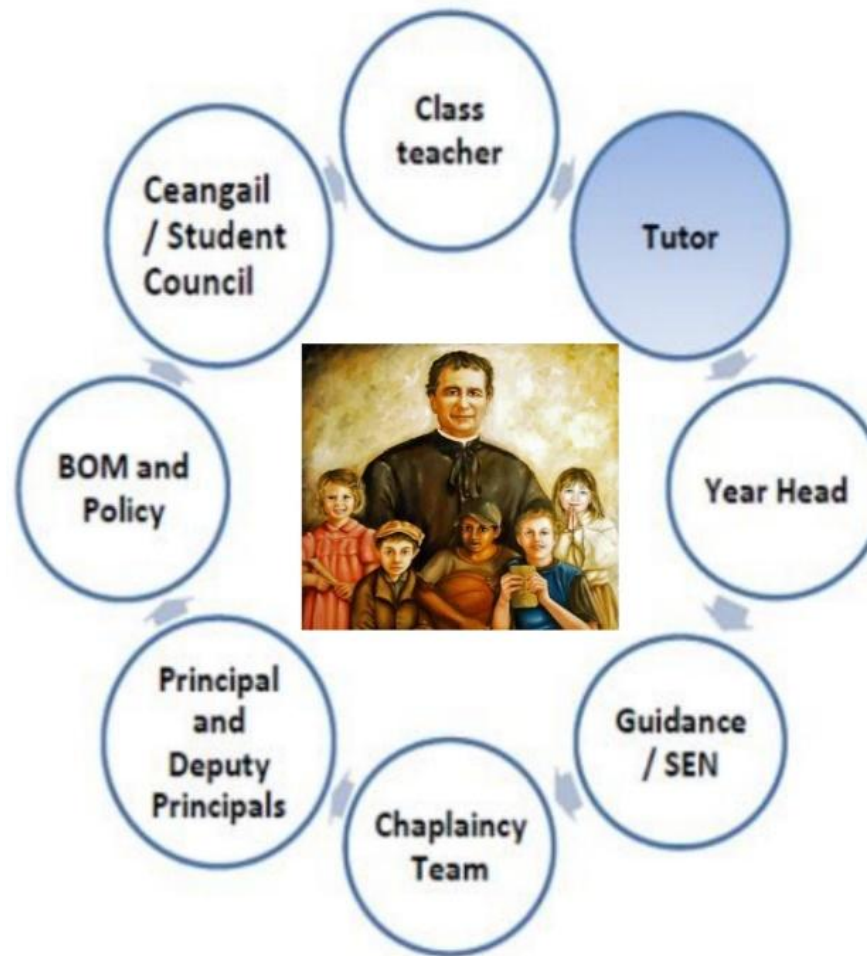 Class
teacher
Tutor
Year Head
Guidance
/ SEN
Chaplaincy
Team
Principal
and
Deputy
Principals
BOM and
Policy
Ceangail
/ Student
Council